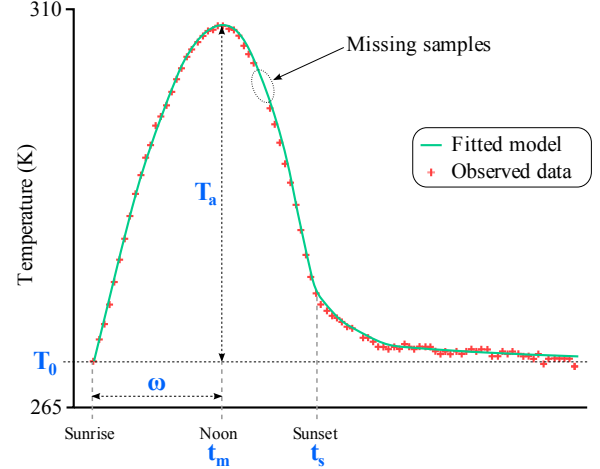 310
Missing samples
Fitted model
Observed data
Temperature (K)
Tₐ
T₀
ω
265
Sunrise
Noon
Sunset
tₘ
tₛ